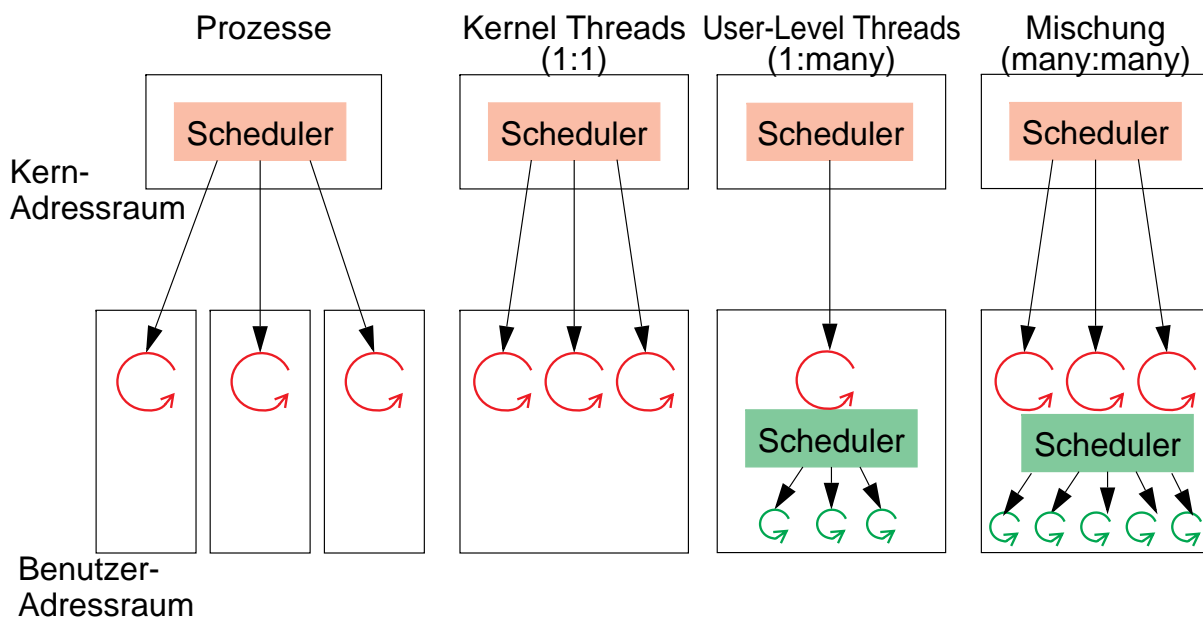 Prozesse
Kernel Threads
(1:1)
User-Level Threads
(1:many)
Mischung
(many:many)
Scheduler
Scheduler
Scheduler
Scheduler
Kern-
Adressraum
Scheduler
Scheduler
Benutzer-
Adressraum